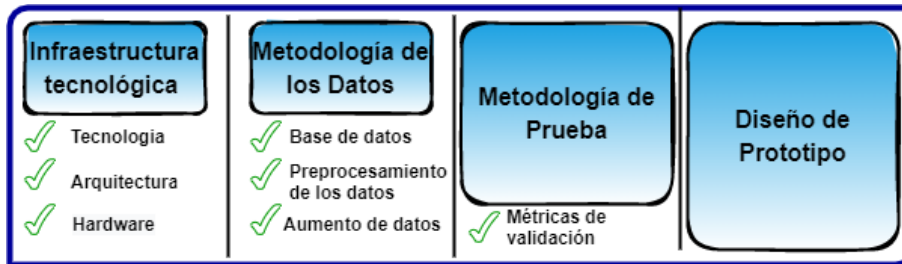 Infraestructura
tecnológica
Tecnologia
Arquitectura
Hardware
Metodología de
los Datos
Base de datos
Preprocesamiento
de los datos
Aumento de datos
Metodología de
Prueba
Métricas de
validación
Diseño de
Prototipo